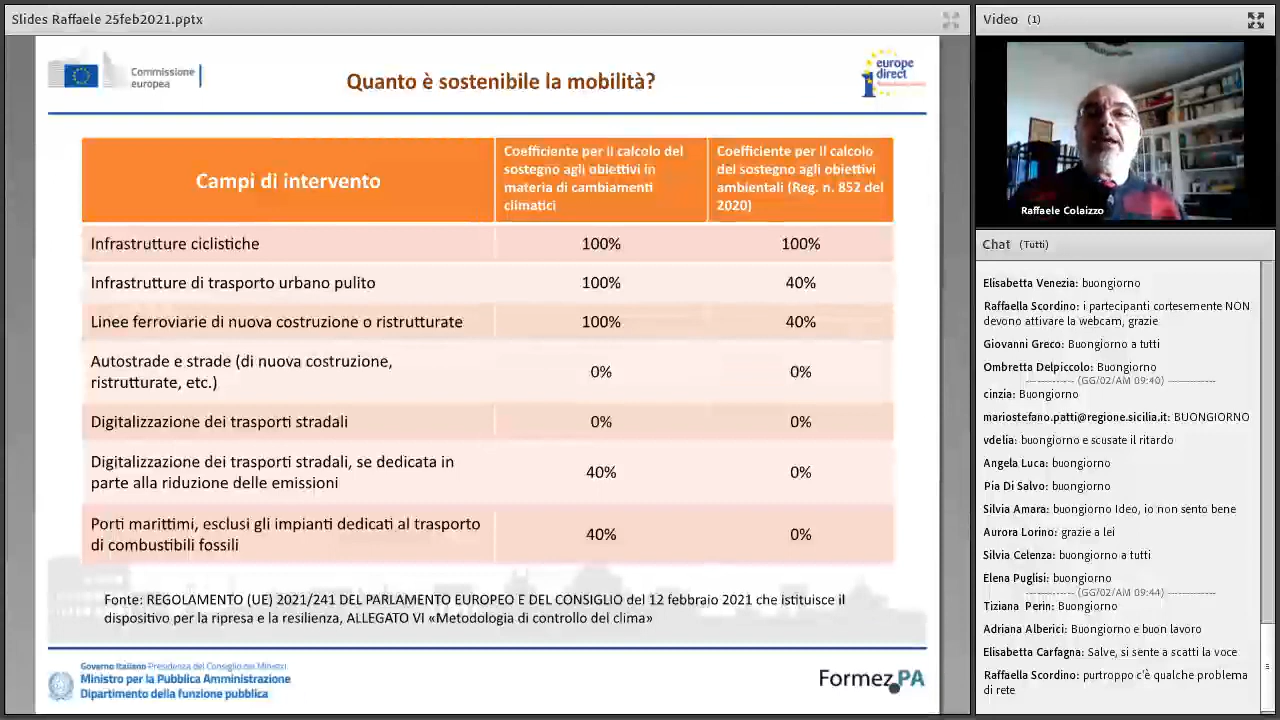 Slides Raffaele 25feb2021.pptx
Commissione
europea
Quanto è sostenibile la mobilità?
europe
direct
Campi di intervento
Coefficiente per il calcolo del
sostegno agli obiettivi in
materia di cambiamenti
climatici
Coefficiente per il calcolo
del sostegno agli obiettivi
ambientali (Reg. n. 852 del
2020)
Infrastrutture ciclistiche 100% 100%
Infrastrutture di trasporto urbano pulito 100% 40%
Linee ferroviarie di nuova costruzione o ristrutturate 100% 40%
Autostrade e strade (di nuova costruzione,
ristrutturate, etc.) 0% 0%
Digitalizzazione dei trasporti stradali 0% 0%
Digitalizzazione dei trasporti stradali, se dedicata in
parte alla riduzione delle emissioni 40% 0%
Porti marittimi, esclusi gli impianti dedicati al trasporto
di combustibili fossili 40% 0%
Fonte: REGOLAMENTO (UE) 2021/241 DEL PARLAMENTO EUROPEO E DEL CONSIGLIO del 12 febbraio 2021 che istituisce il
dispositivo per la ripresa e la resilienza, ALLEGATO VI «Metodologia di controllo del clima»
Governo Italiano Presidenza del Consiglio dei Ministri
Ministro per la Pubblica Amministrazione
Dipartimento della funzione pubblica
Formez PA
Video (1)
Raffaele Colaizzo
Chat (Tutti)
Elisabetta Venezia: buongiorno
Raffaella Scordino: i partecipanti cortesemente NON
devono attivare la webcam, grazie
Giovanni Greco: Buongiorno a tutti
Ombretta Delpiccolo: Buongiorno
------------- (GG/02/AM 09:40) -------------
cinzia: Buongiorno
mariostefano.patti@regione.sicilia.it: BUONGIORNO
vdelia: buongiorno e scusate il ritardo
Angela Luca: buongiorno
Pia Di Salvo: buongiorno
Silvia Amara: buongiorno Ideo, io non sento bene
Aurora Lorino: grazie a lei
Silvia Celenza: buongiorno a tutti
Elena Puglisi: buongiorno
------------- (GG/02/AM 09:44) -------------
Tiziana Perin: Buongiorno
Adriana Alberici: Buongiorno e buon lavoro
Elisabetta Carfagna: Salve, si sente a scatti la voce
Raffaella Scordino: purtroppo c'è qualche problema
di rete